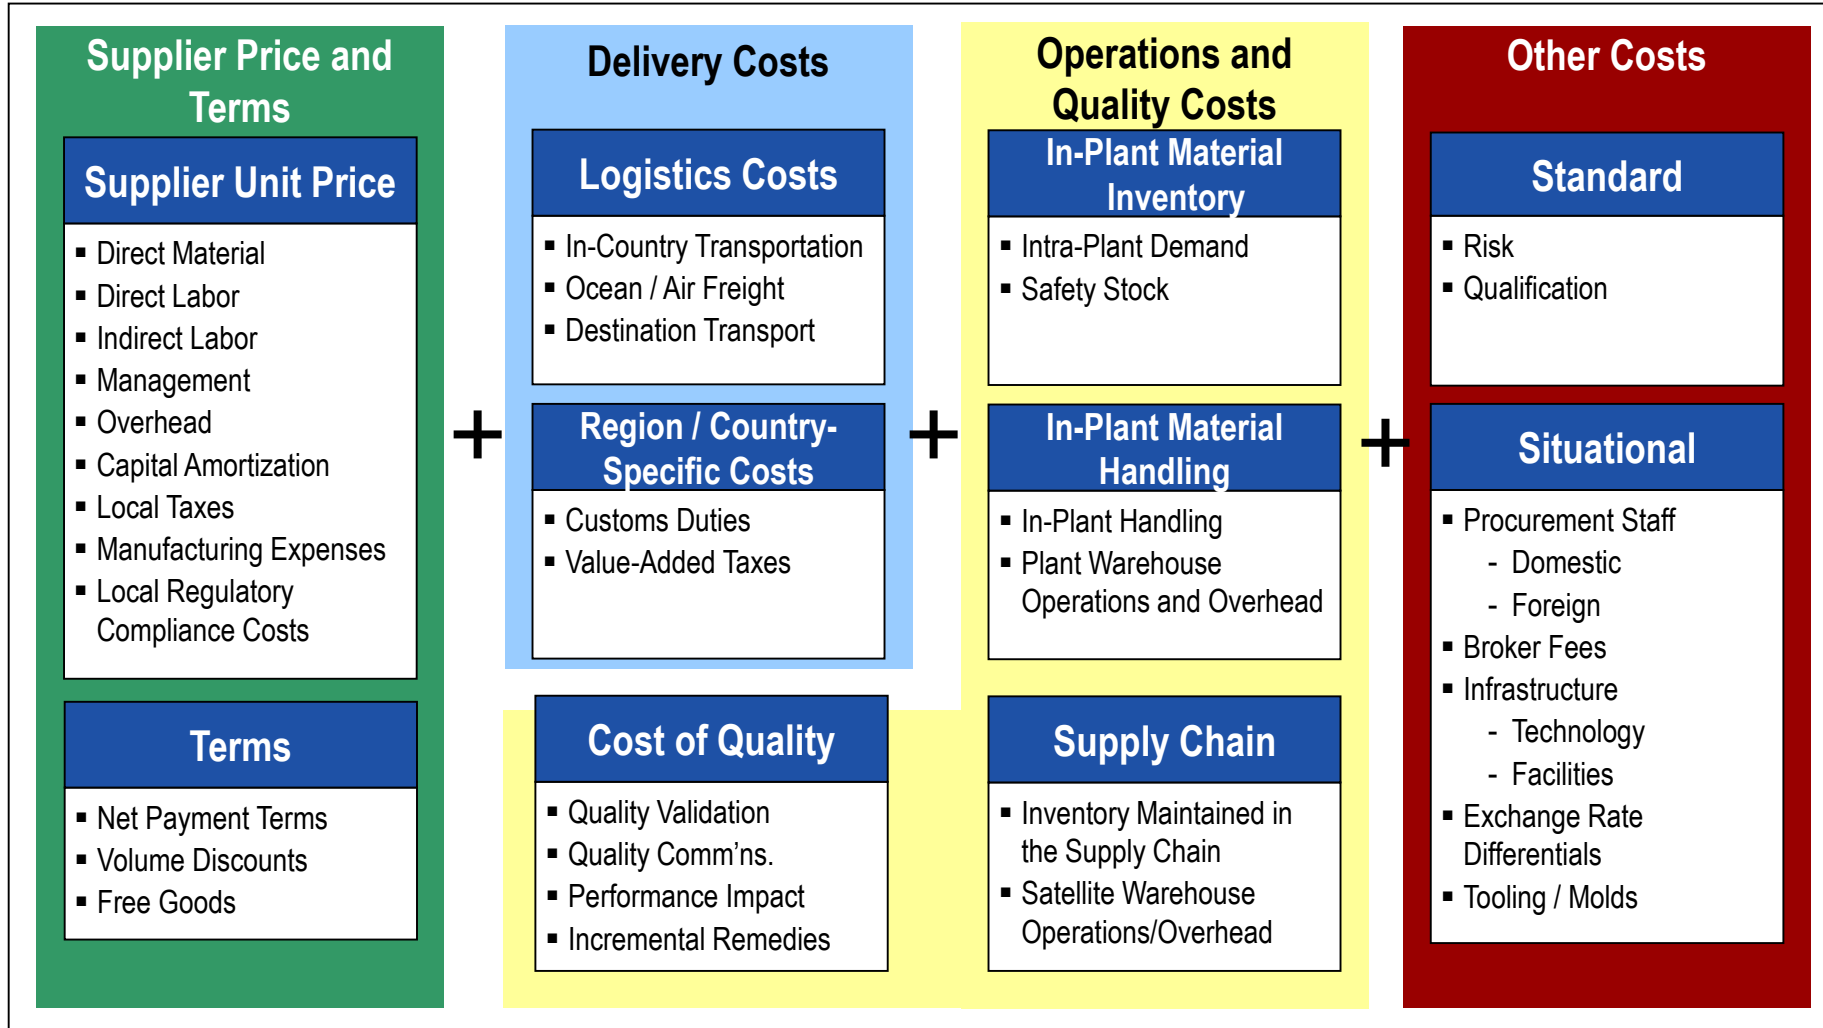 Supplier Price and
Terms
Supplier Unit Price
▪ Direct Material
▪ Direct Labor
▪ Indirect Labor
▪ Management
▪ Overhead
▪ Capital Amortization
▪ Local Taxes
▪ Manufacturing Expenses
▪ Local Regulatory
Compliance Costs
Terms
▪ Net Payment Terms
▪ Volume Discounts
▪ Free Goods
+
Delivery Costs
Logistics Costs
▪ In-Country Transportation
▪ Ocean / Air Freight
▪ Destination Transport
Region / Country-
Specific Costs
▪ Customs Duties
▪ Value-Added Taxes
+
Operations and
Quality Costs
In-Plant Material
Inventory
▪ Intra-Plant Demand
▪ Safety Stock
In-Plant Material
Handling
▪ In-Plant Handling
▪ Plant Warehouse
Operations and Overhead
Cost of Quality
▪ Quality Validation
▪ Quality Comm'ns.
▪ Performance Impact
▪ Incremental Remedies
Supply Chain
▪ Inventory Maintained in
the Supply Chain
▪ Satellite Warehouse
Operations/Overhead
+
Other Costs
Standard
▪ Risk
▪ Qualification
Situational
▪ Procurement Staff
- Domestic
- Foreign
▪ Broker Fees
▪ Infrastructure
- Technology
- Facilities
▪ Exchange Rate
Differentials
▪ Tooling / Molds